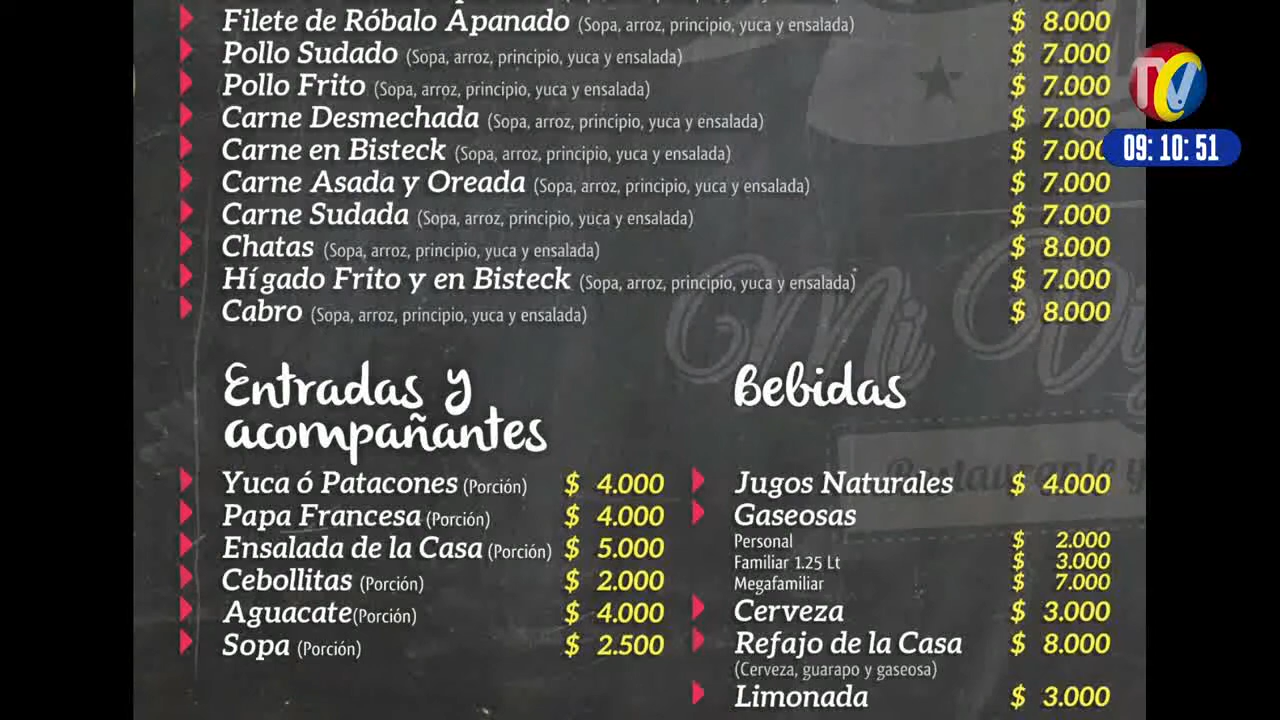 Filete de Róbalo Apanado (Sopa, arroz, principio, yuca y ensalada) $ 8.000
Pollo Sudado (Sopa, arroz, principio, yuca y ensalada) $ 7.000
Pollo Frito (Sopa, arroz, principio, yuca y ensalada) $ 7.000
Carne Desmechada (Sopa, arroz, principio, yuca y ensalada) $ 7.000
Carne en Bisteck (Sopa, arroz, principio, yuca y ensalada) $ 7.000
Carne Asada y Oreada (Sopa, arroz, principio, yuca y ensalada) $ 7.000
Carne Sudada (Sopa, arroz, principio, yuca y ensalada) $ 7.000
Chatas (Sopa, arroz, principio, yuca y ensalada) $ 8.000
Hígado Frito y en Bisteck (Sopa, arroz, principio, yuca y ensalada) $ 7.000
Cabro (Sopa, arroz, principio, yuca y ensalada) $ 8.000
TVC
09: 10: 51
Mi
Entradas y
acompañantes
Yuca ó Patacones (Porción) $ 4.000
Papa Francesa (Porción) $ 4.000
Ensalada de la Casa (Porción) $ 5.000
Cebollitas (Porción) $ 2.000
Aguacate(Porción) $ 4.000
Sopa (Porción) $ 2.500
Bebidas
Restaurante y
Jugos Naturales $ 4.000
Gaseosas
Personal $ 2.000
Familiar 1.25 Lt $ 3.000
Megafamiliar $ 7.000
Cerveza $ 3.000
Refajo de la Casa $ 8.000
(Cerveza, guarapo y gaseosa)
Limonada $ 3.000